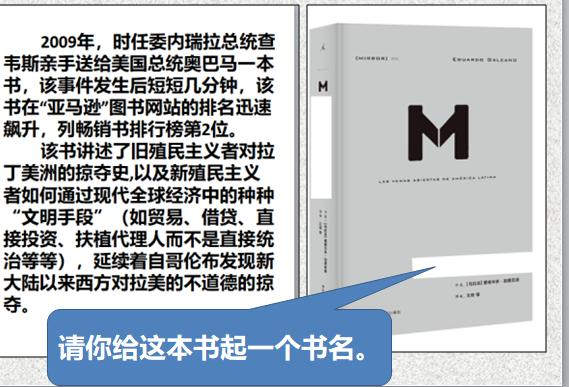 2009年，时任委内瑞拉总统查
韦斯亲手送给美国总统奥巴马一本
书，该事件发生后短短几分钟，该
书在“亚马逊”图书网站的排名迅速
飙升，列畅销书排行榜第2位。
该书讲述了旧殖民主义者对拉
丁美洲的掠夺史,以及新殖民主义
者如何通过现代全球经济中的种种
“文明手段”（如贸易、借贷、直
接投资、扶植代理人而不是直接统
治等等），延续着自哥伦布发现新
大陆以来西方对拉美的不道德的掠
夺。
[MIRROR]
EDUARDO GALEANO
M
M
LAS VENAS ABIERTAS DE AMÉRICA LATINA
请你给这本书起一个书名。